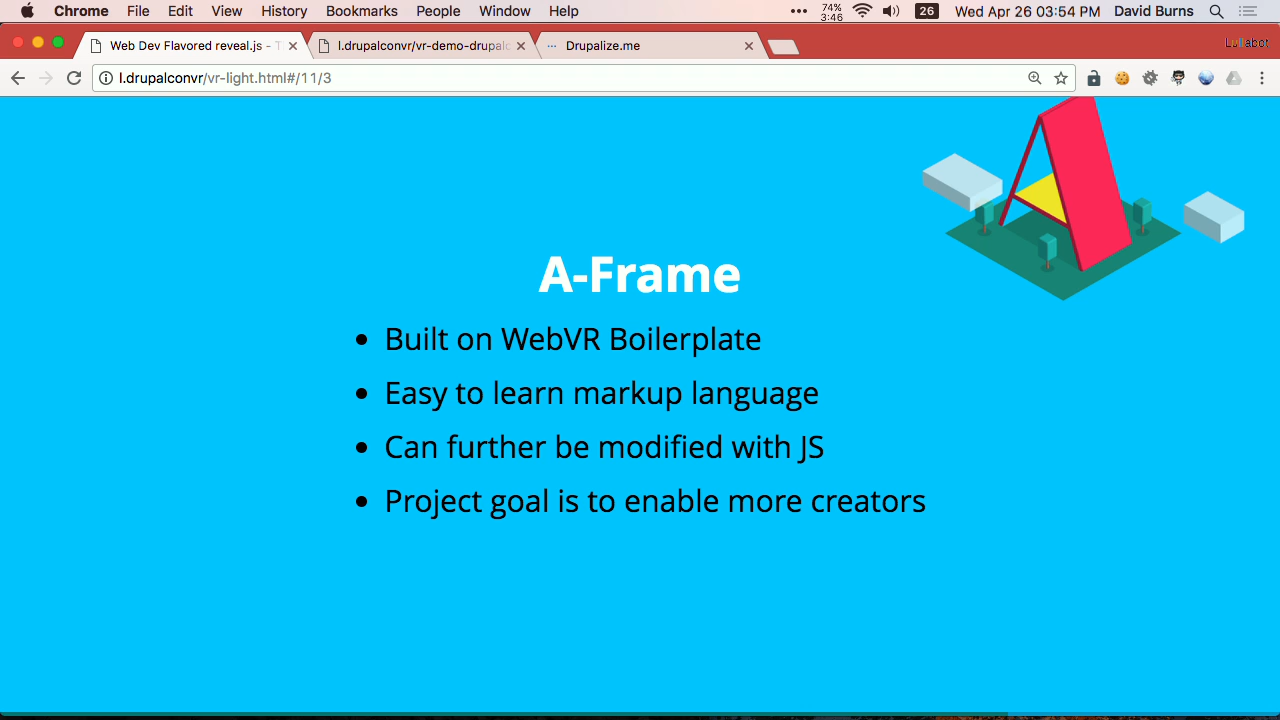 Chrome File Edit View History Bookmarks People Window Help ••• 74% 3:46 26 Wed Apr 26 03:54 PM David Burns
Web Dev Flavored reveal.js - T l.drupalconvr/vr-demo-drupalc Drupalize.me Lullabot
l.drupalconvr/vr-light.html#/11/3
A-Frame
• Built on WebVR Boilerplate
• Easy to learn markup language
• Can further be modified with JS
• Project goal is to enable more creators